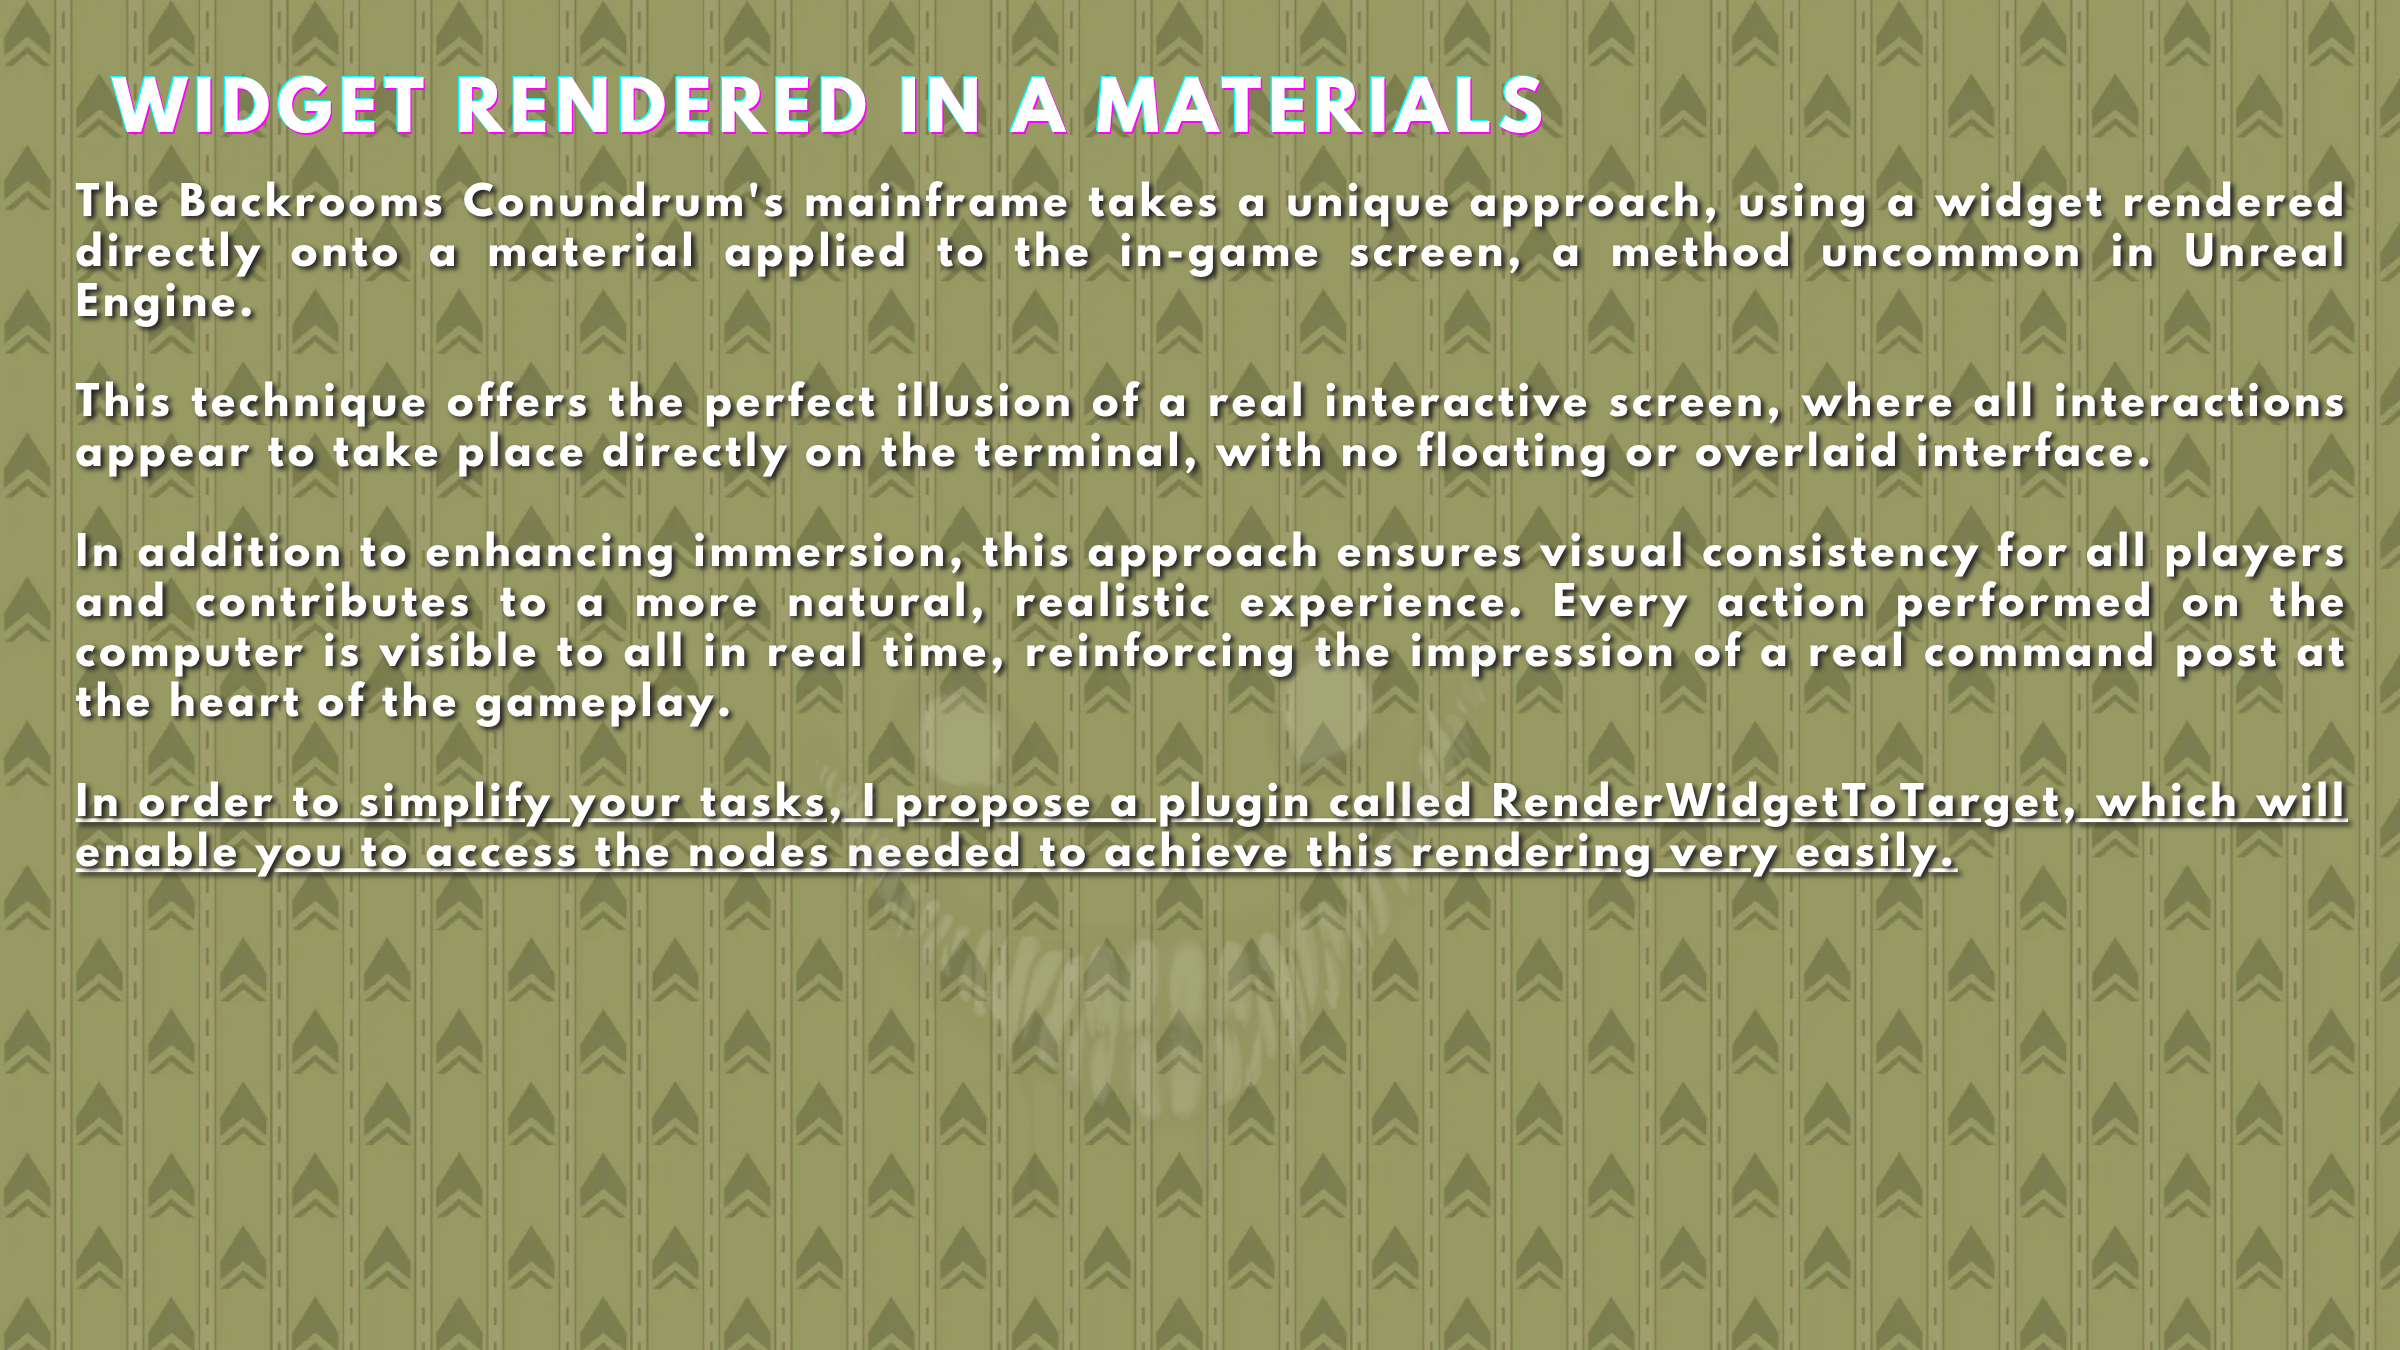 WIDGET RENDERED IN A MATERIALS
The Backrooms Conundrum's mainframe takes a unique approach, using a widget rendered
directly onto a material applied to the in-game screen, a method uncommon in Unreal
Engine.
This technique offers the perfect illusion of a real interactive screen, where all interactions
appear to take place directly on the terminal, with no floating or overlaid interface.
In addition to enhancing immersion, this approach ensures visual consistency for all players
and contributes to a more natural, realistic experience. Every action performed on the
computer is visible to all in real time, reinforcing the impression of a real command post at
the heart of the gameplay.
In order to simplify your tasks, I propose a plugin called RenderWidgetToTarget, which will
enable you to access the nodes needed to achieve this rendering very easily.